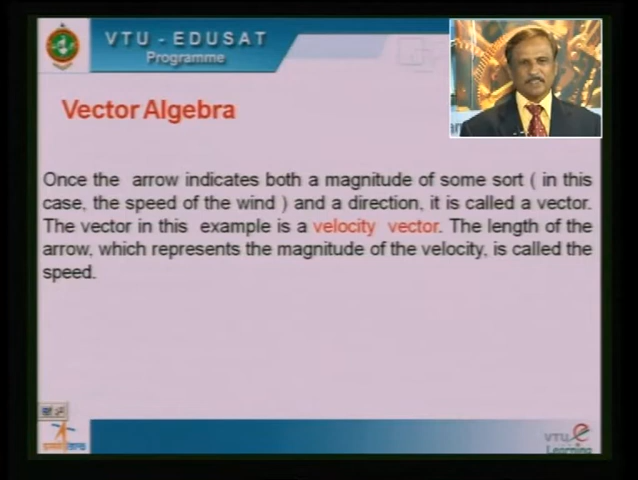 VTU - EDUSAT
Programme
Vector Algebra
Once the arrow indicates both a magnitude of some sort ( in this
case, the speed of the wind ) and a direction, it is called a vector.
The vector in this example is a velocity vector. The length of the
arrow, which represents the magnitude of the velocity, is called the
speed.
VTU e
Learning